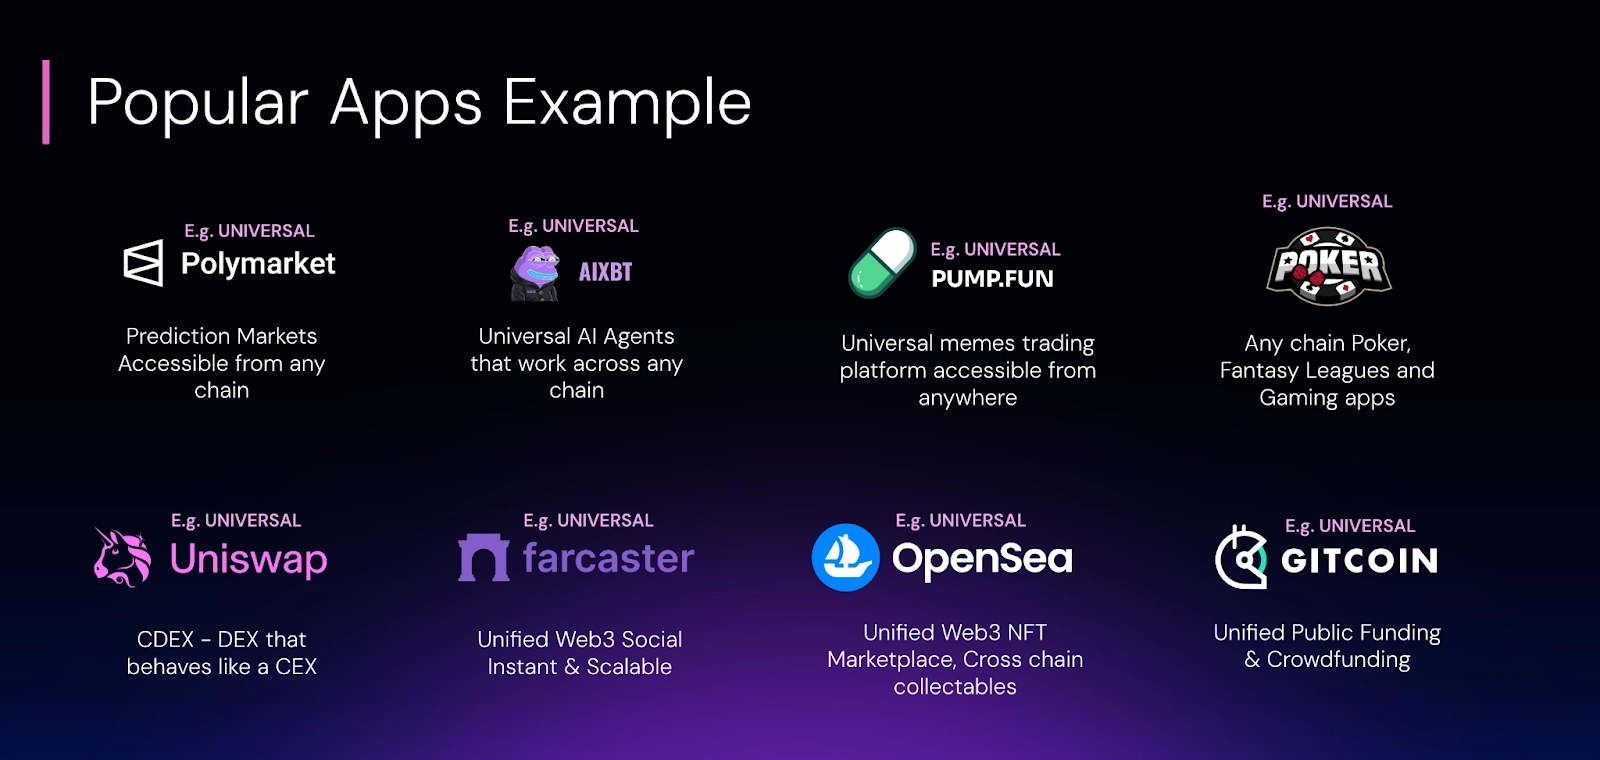 Popular Apps Example
E.g. UNIVERSAL
Polymarket
Prediction Markets
Accessible from any
chain
E.g. UNIVERSAL
AIXBT
Universal AI Agents
that work across any
chain
E.g. UNIVERSAL
PUMP.FUN
Universal memes trading
platform accessible from
anywhere
E.g. UNIVERSAL
POKER
Any chain Poker,
Fantasy Leagues and
Gaming apps
E.g. UNIVERSAL
Uniswap
CDEX - DEX that
behaves like a CEX
E.g. UNIVERSAL
farcaster
Unified Web3 Social
Instant & Scalable
E.g. UNIVERSAL
OpenSea
Unified Web3 NFT
Marketplace, Cross chain
collectables
E.g. UNIVERSAL
GITCOIN
Unified Public Funding
& Crowdfunding